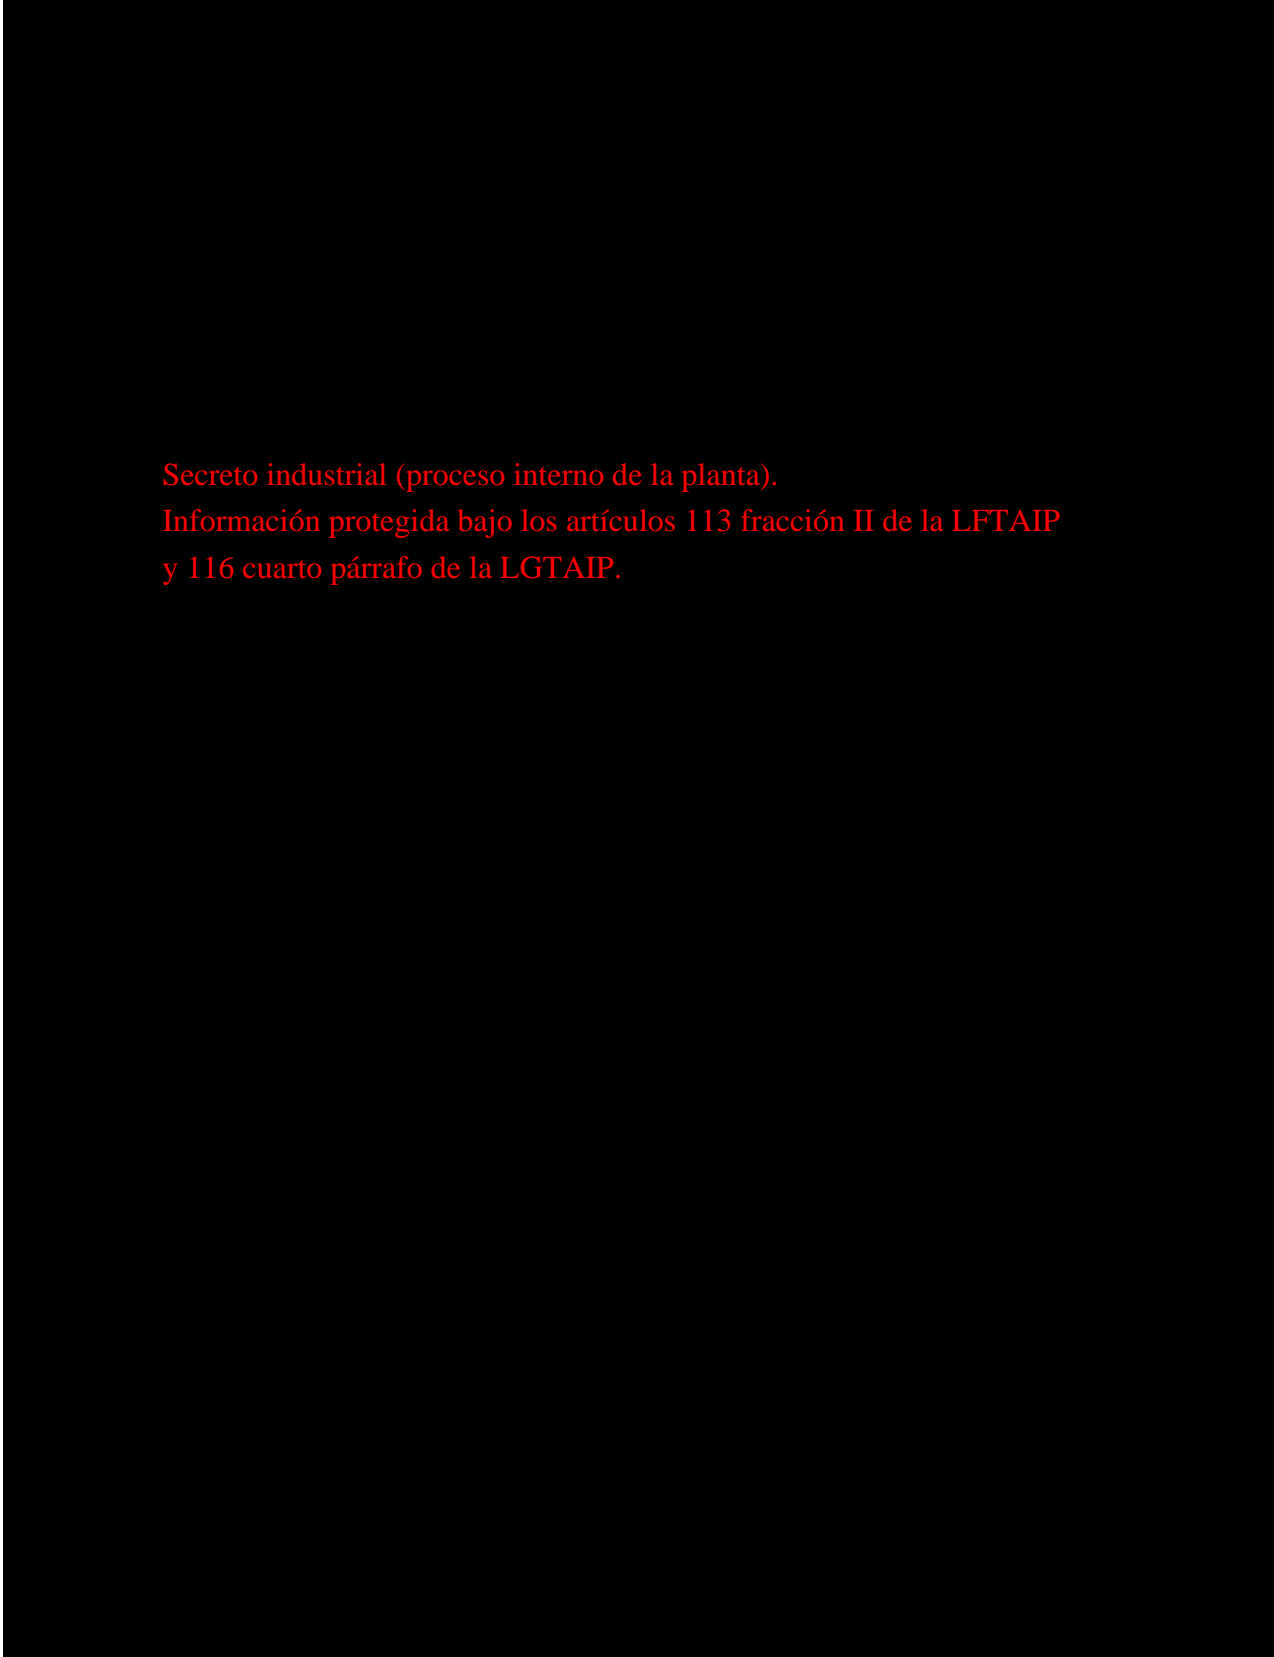 Secreto industrial (proceso interno de la planta).
Información protegida bajo los artículos 113 fracción II de la LFTAIP
y 116 cuarto párrafo de la LGTAIP.